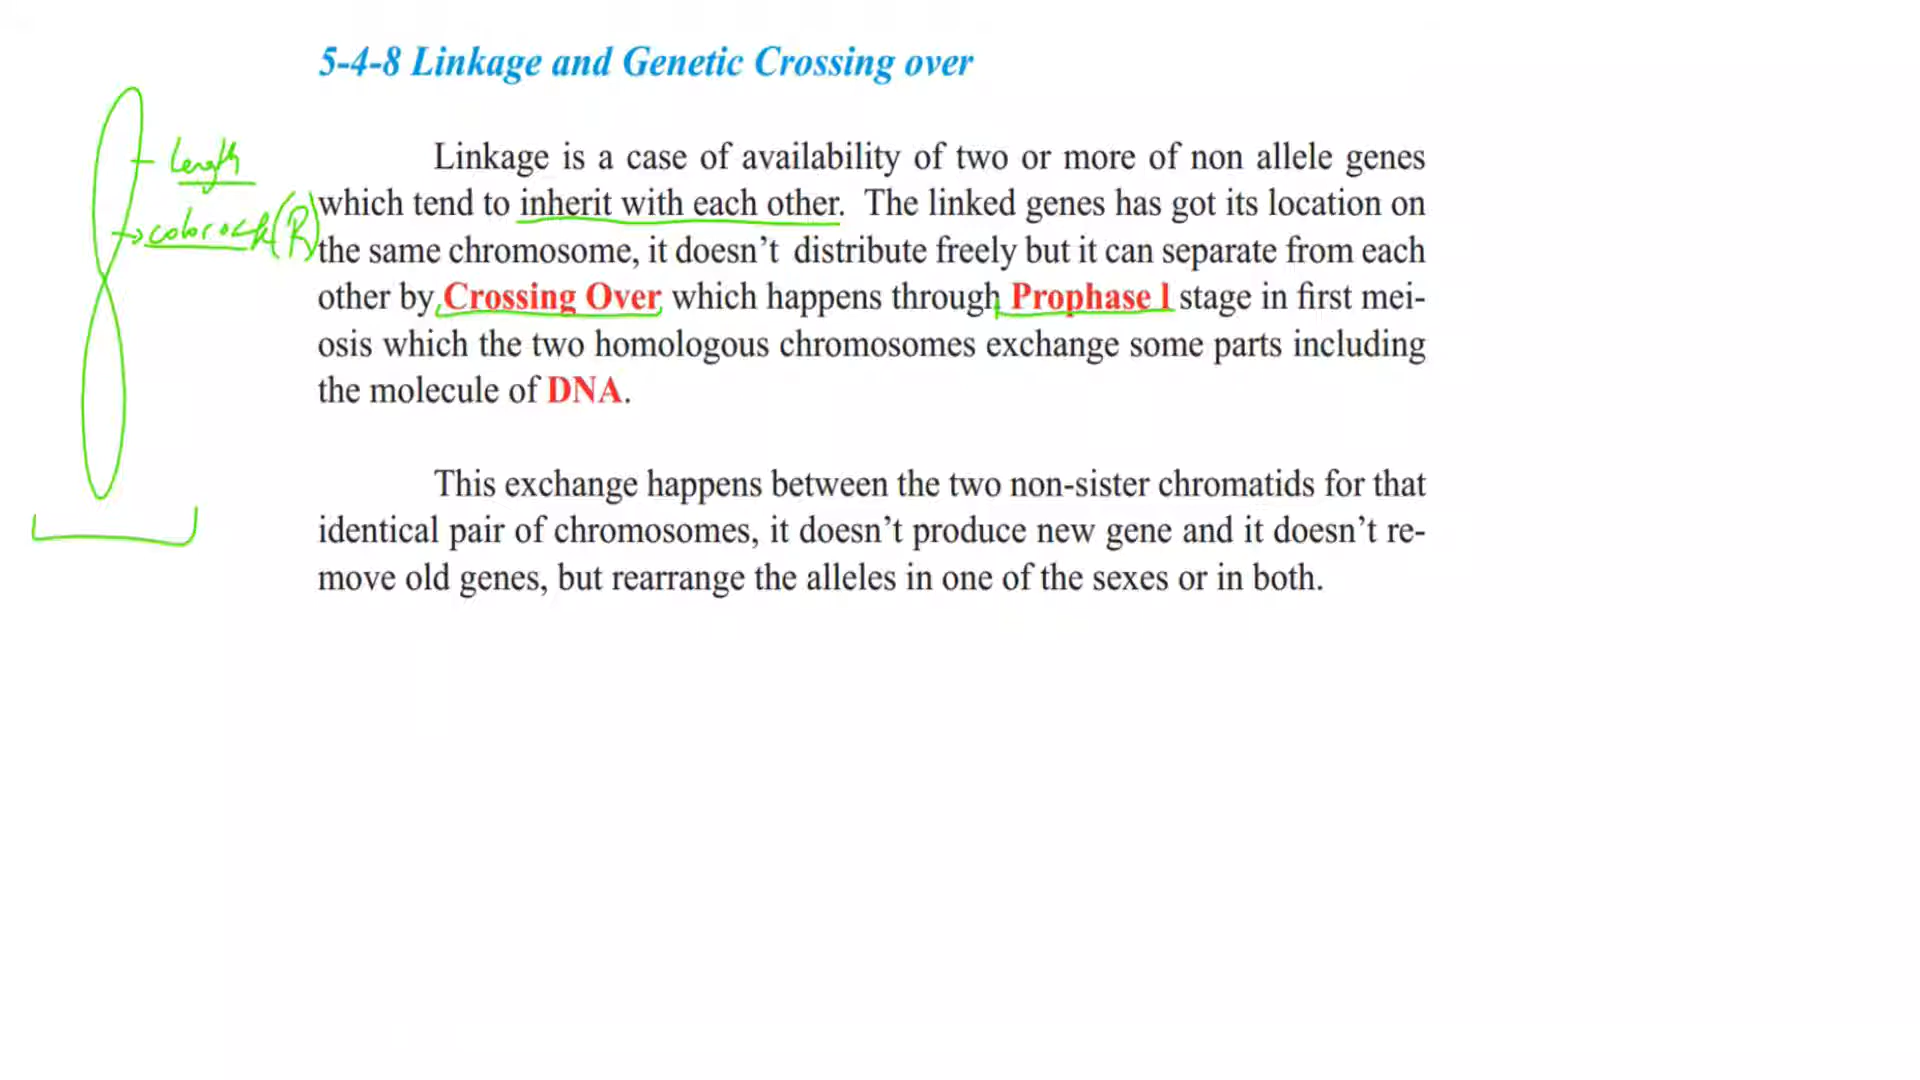 5-4-8 Linkage and Genetic Crossing over
Linkage is a case of availability of two or more of non allele genes
length
which tend to inherit with each other. The linked genes has got its location on
(R)
the same chromosome, it doesn’t distribute freely but it can separate from each
other by Crossing Over which happens through Prophase I stage in first mei-
osis which the two homologous chromosomes exchange some parts including
the molecule of DNA.
This exchange happens between the two non-sister chromatids for that
identical pair of chromosomes, it doesn’t produce new gene and it doesn’t re-
move old genes, but rearrange the alleles in one of the sexes or in both.